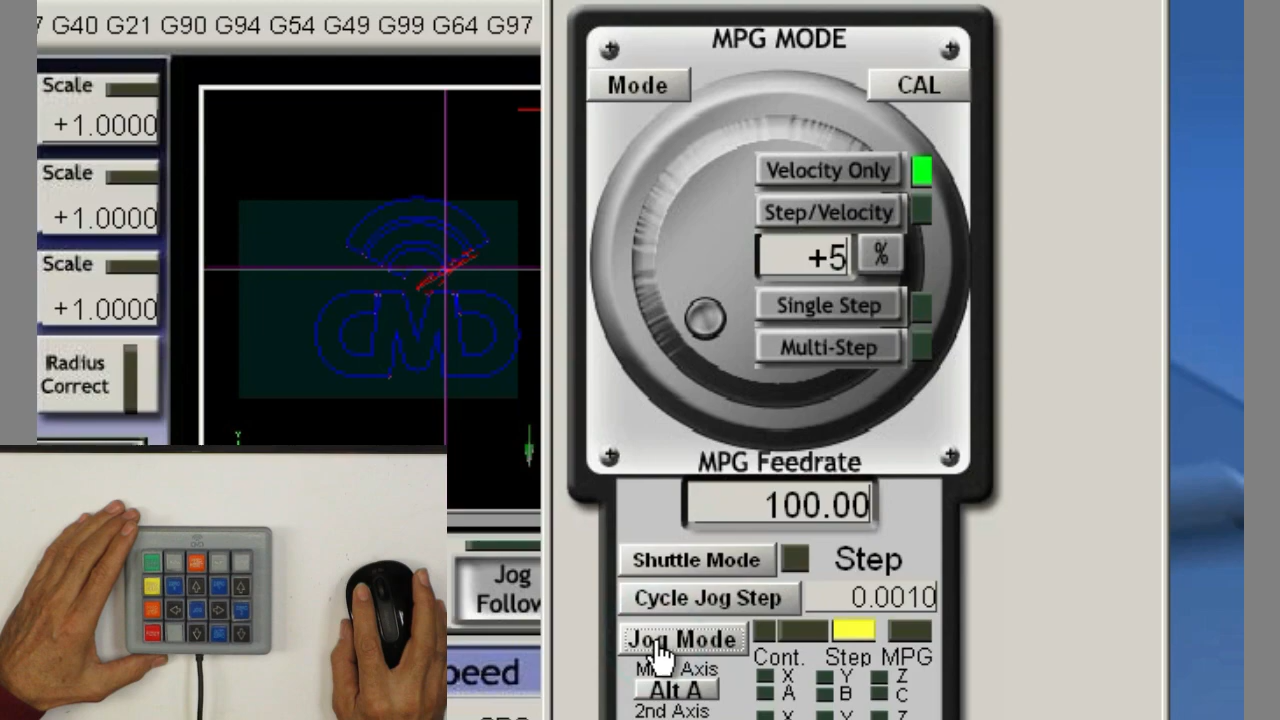 G40 G21 G90 G94 G54 G49 G99 G64 G97
Scale
+1.0000
Scale
+1.0000
Scale
+1.0000
Radius
Correct
Y
MPG MODE
Mode
CAL
Velocity Only
Step/Velocity
+5
%
Single Step
Multi-Step
MPG Feedrate
100.00
Shuttle Mode
Step
Cycle Jog Step
0.0010
Jog Mode
Cont. Step MPG
Axis
Alt A
2nd Axis
X Y Z
A B C
X Y Z
Jog
Follow
peed